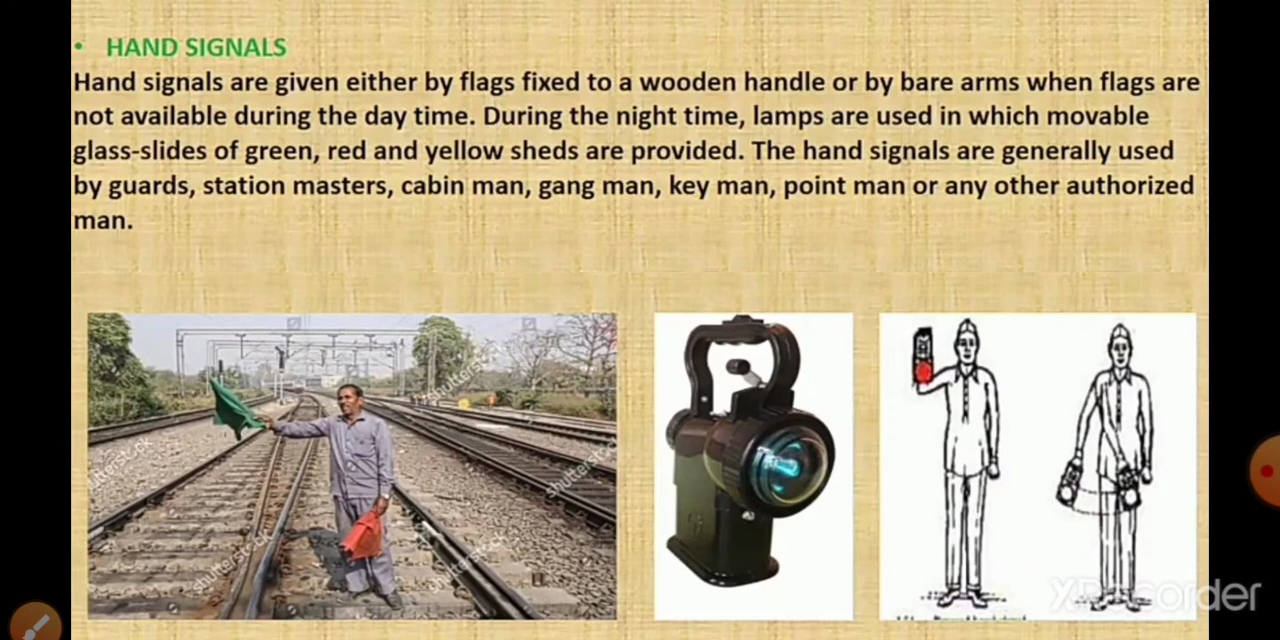 • HAND SIGNALS
Hand signals are given either by flags fixed to a wooden handle or by bare arms when flags are
not available during the day time. During the night time, lamps are used in which movable
glass-slides of green, red and yellow sheds are provided. The hand signals are generally used
by guards, station masters, cabin man, gang man, key man, point man or any other authorized
man.
shutterstock
XRecorder